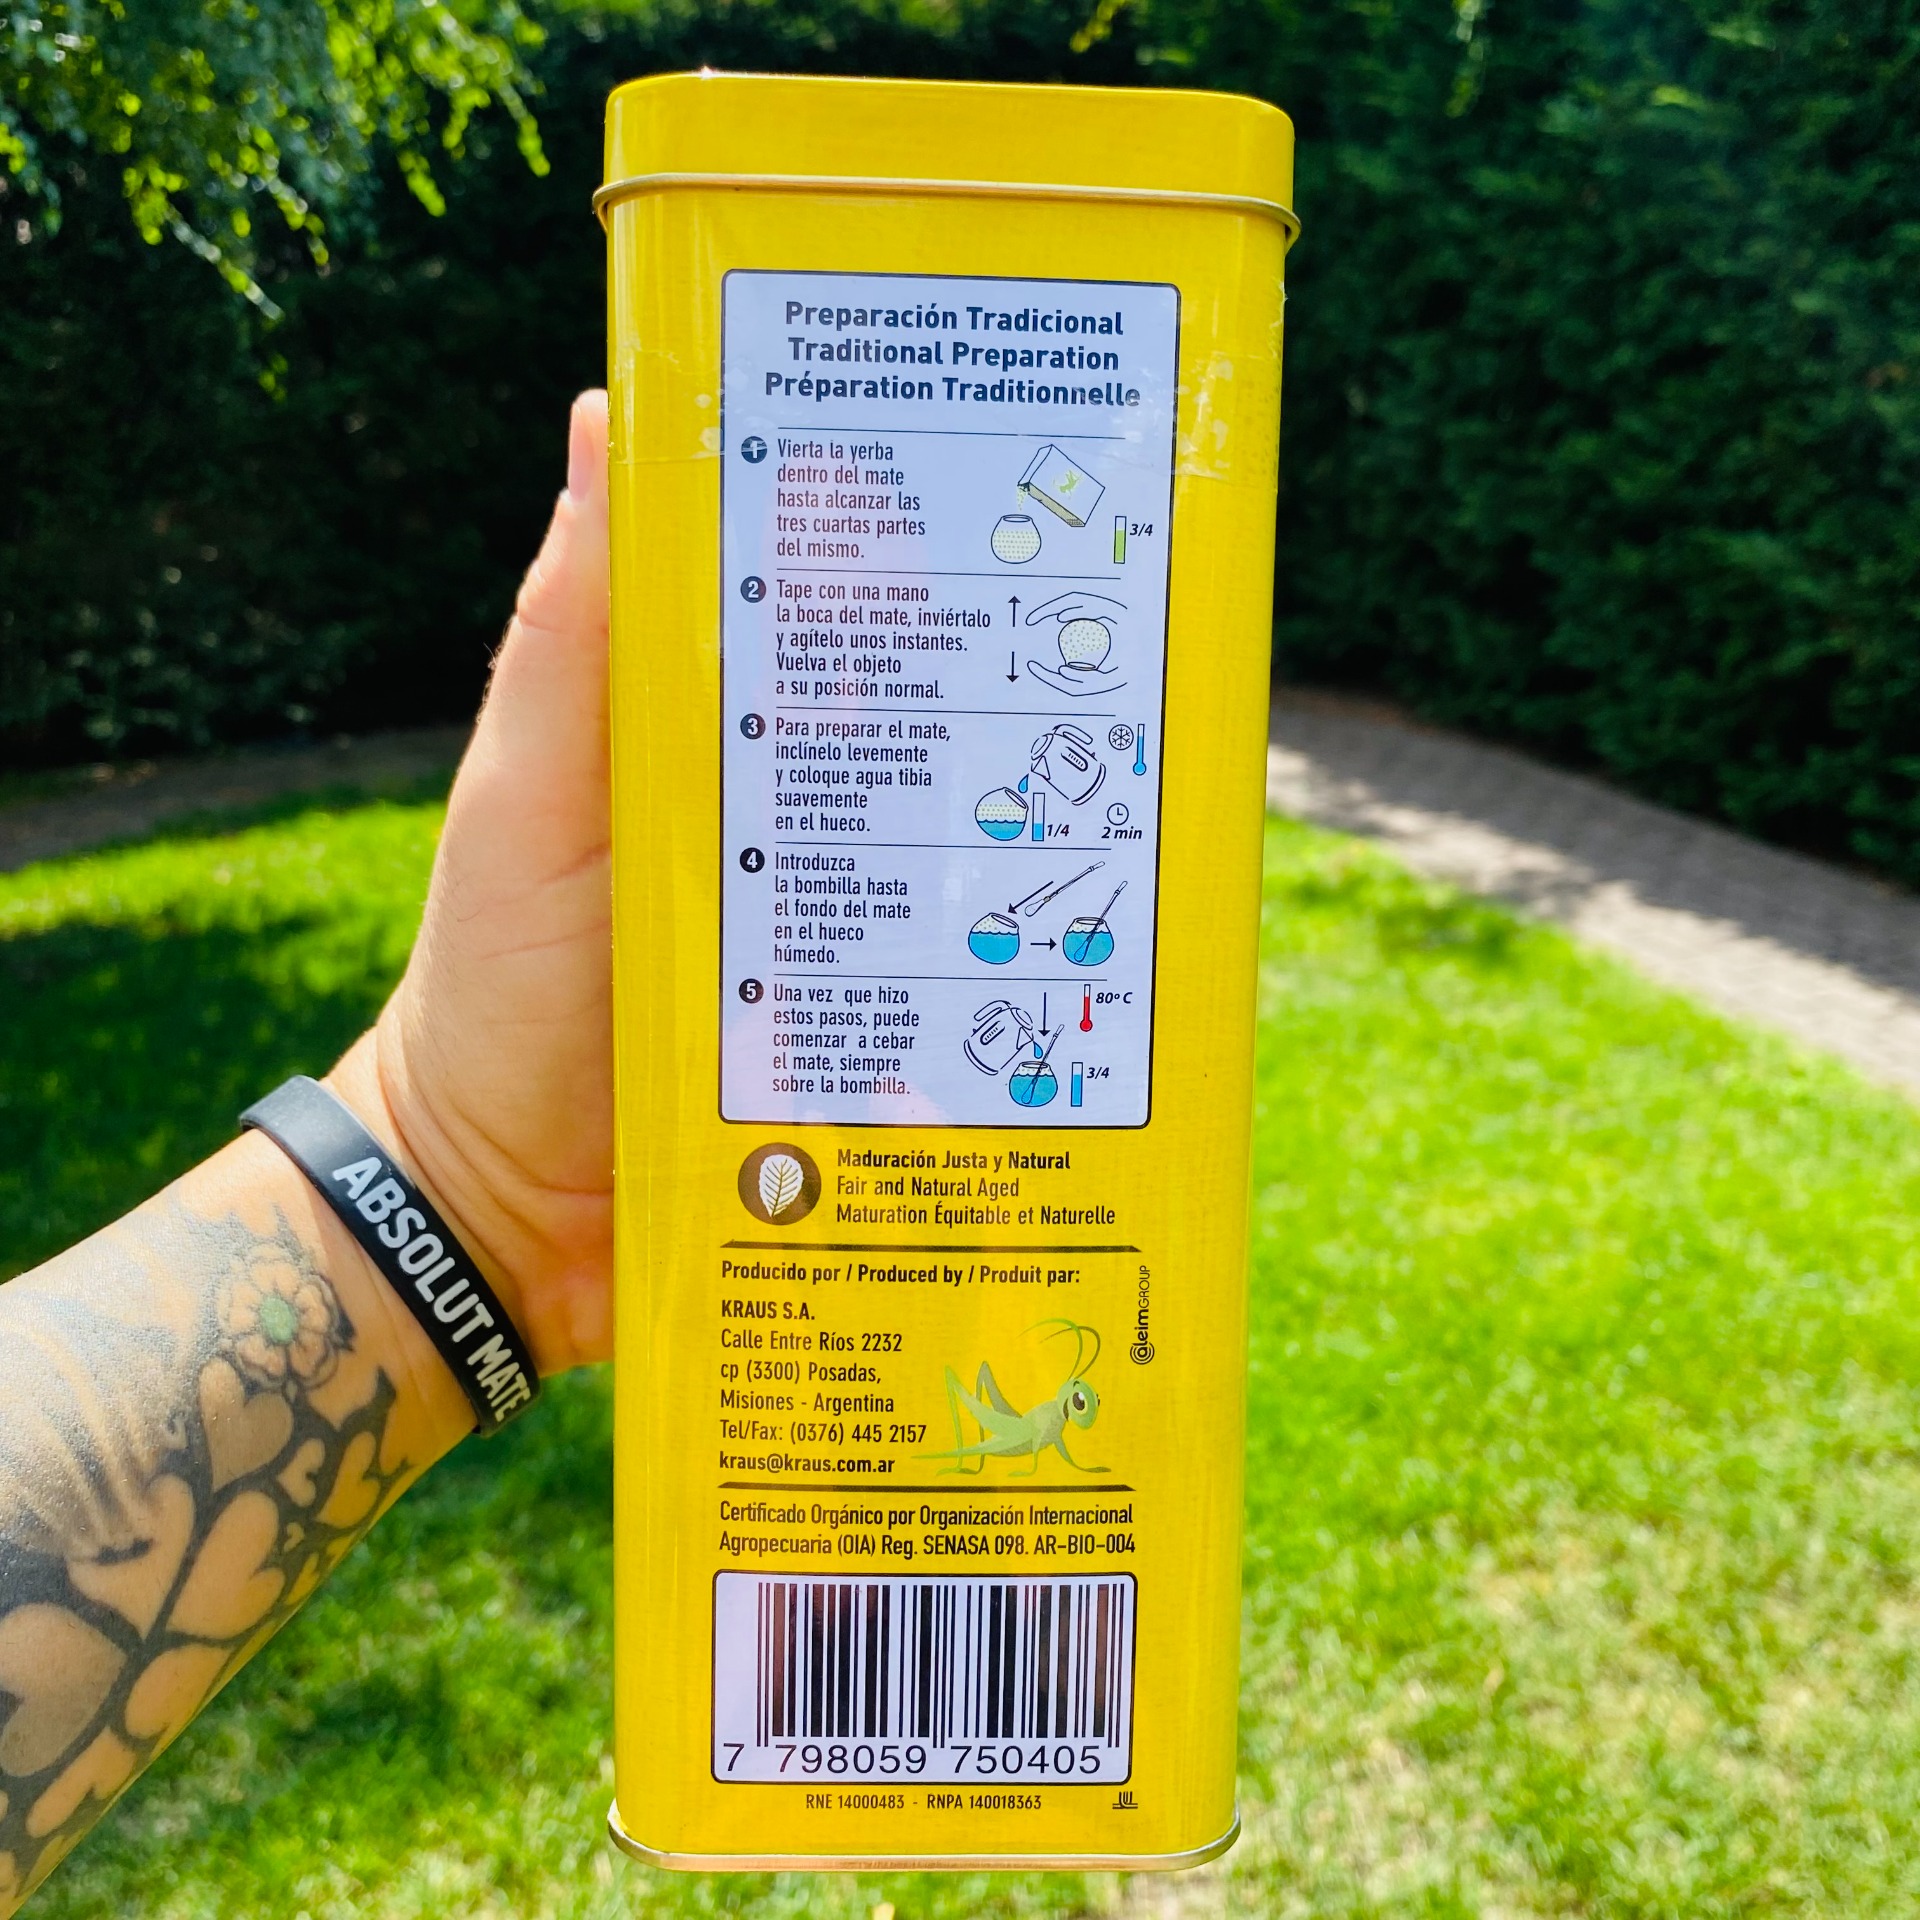 Preparación Tradicional
Traditional Preparation
Préparation Traditionnelle
1 Vierta la yerba
dentro del mate
hasta alcanzar las
tres cuartas partes
del mismo.
3/4
2 Tape con una mano
la boca del mate, inviértalo
y agítelo unos instantes.
Vuelva el objeto
a su posición normal.
3 Para preparar el mate,
inclínelo levemente
y coloque agua tibia
suavemente
en el hueco.
1/4
2 min
4 Introduzca
la bombilla hasta
el fondo del mate
en el hueco
húmedo.
5 Una vez que hizo
estos pasos, puede
comenzar a cebar
el mate, siempre
sobre la bombilla.
80º C
3/4
Maduración Justa y Natural
Fair and Natural Aged
Maturation Équitable et Naturelle
Producido por / Produced by / Produit par:
KRAUS S.A.
Calle Entre Ríos 2232
cp (3300) Posadas,
Misiones - Argentina
Tel/Fax: (0376) 445 2157
kraus@kraus.com.ar
Certificado Orgánico por Organización Internacional
Agropecuaria (OIA) Reg. SENASA 098. AR-BIO-004
7 798059 750405
RNE 14000483 - RNPA 140018363
ABSOLUT MATE